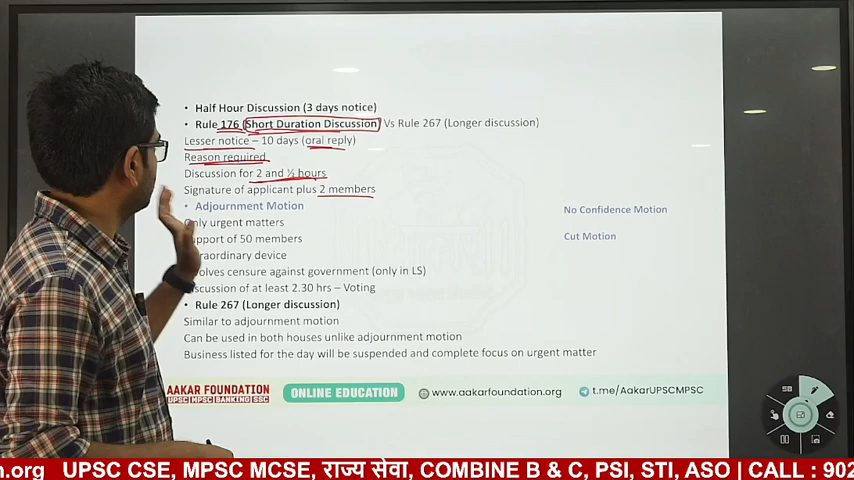 • Half Hour Discussion (3 days notice)
• Rule 176 (Short Duration Discussion) Vs Rule 267 (Longer discussion)
Lesser notice – 10 days (oral reply)
Reason required
Discussion for 2 and ½ hours
Signature of applicant plus 2 members
• Adjournment Motion
Only urgent matters
upport of 50 members
traordinary device
volves censure against government (only in LS)
iscussion of at least 2.30 hrs – Voting
• Rule 267 (Longer discussion)
Similar to adjournment motion
Can be used in both houses unlike adjournment motion
Business listed for the day will be suspended and complete focus on urgent matter
No Confidence Motion
Cut Motion
AAKAR FOUNDATION
UPSC MPSC BANKING SSC
ONLINE EDUCATION
www.aakarfoundation.org
t.me/AakarUPSCMPSC
n.org UPSC CSE, MPSC MCSE, राज्य सेवा, COMBINE B & C, PSI, STI, ASO | CALL : 902